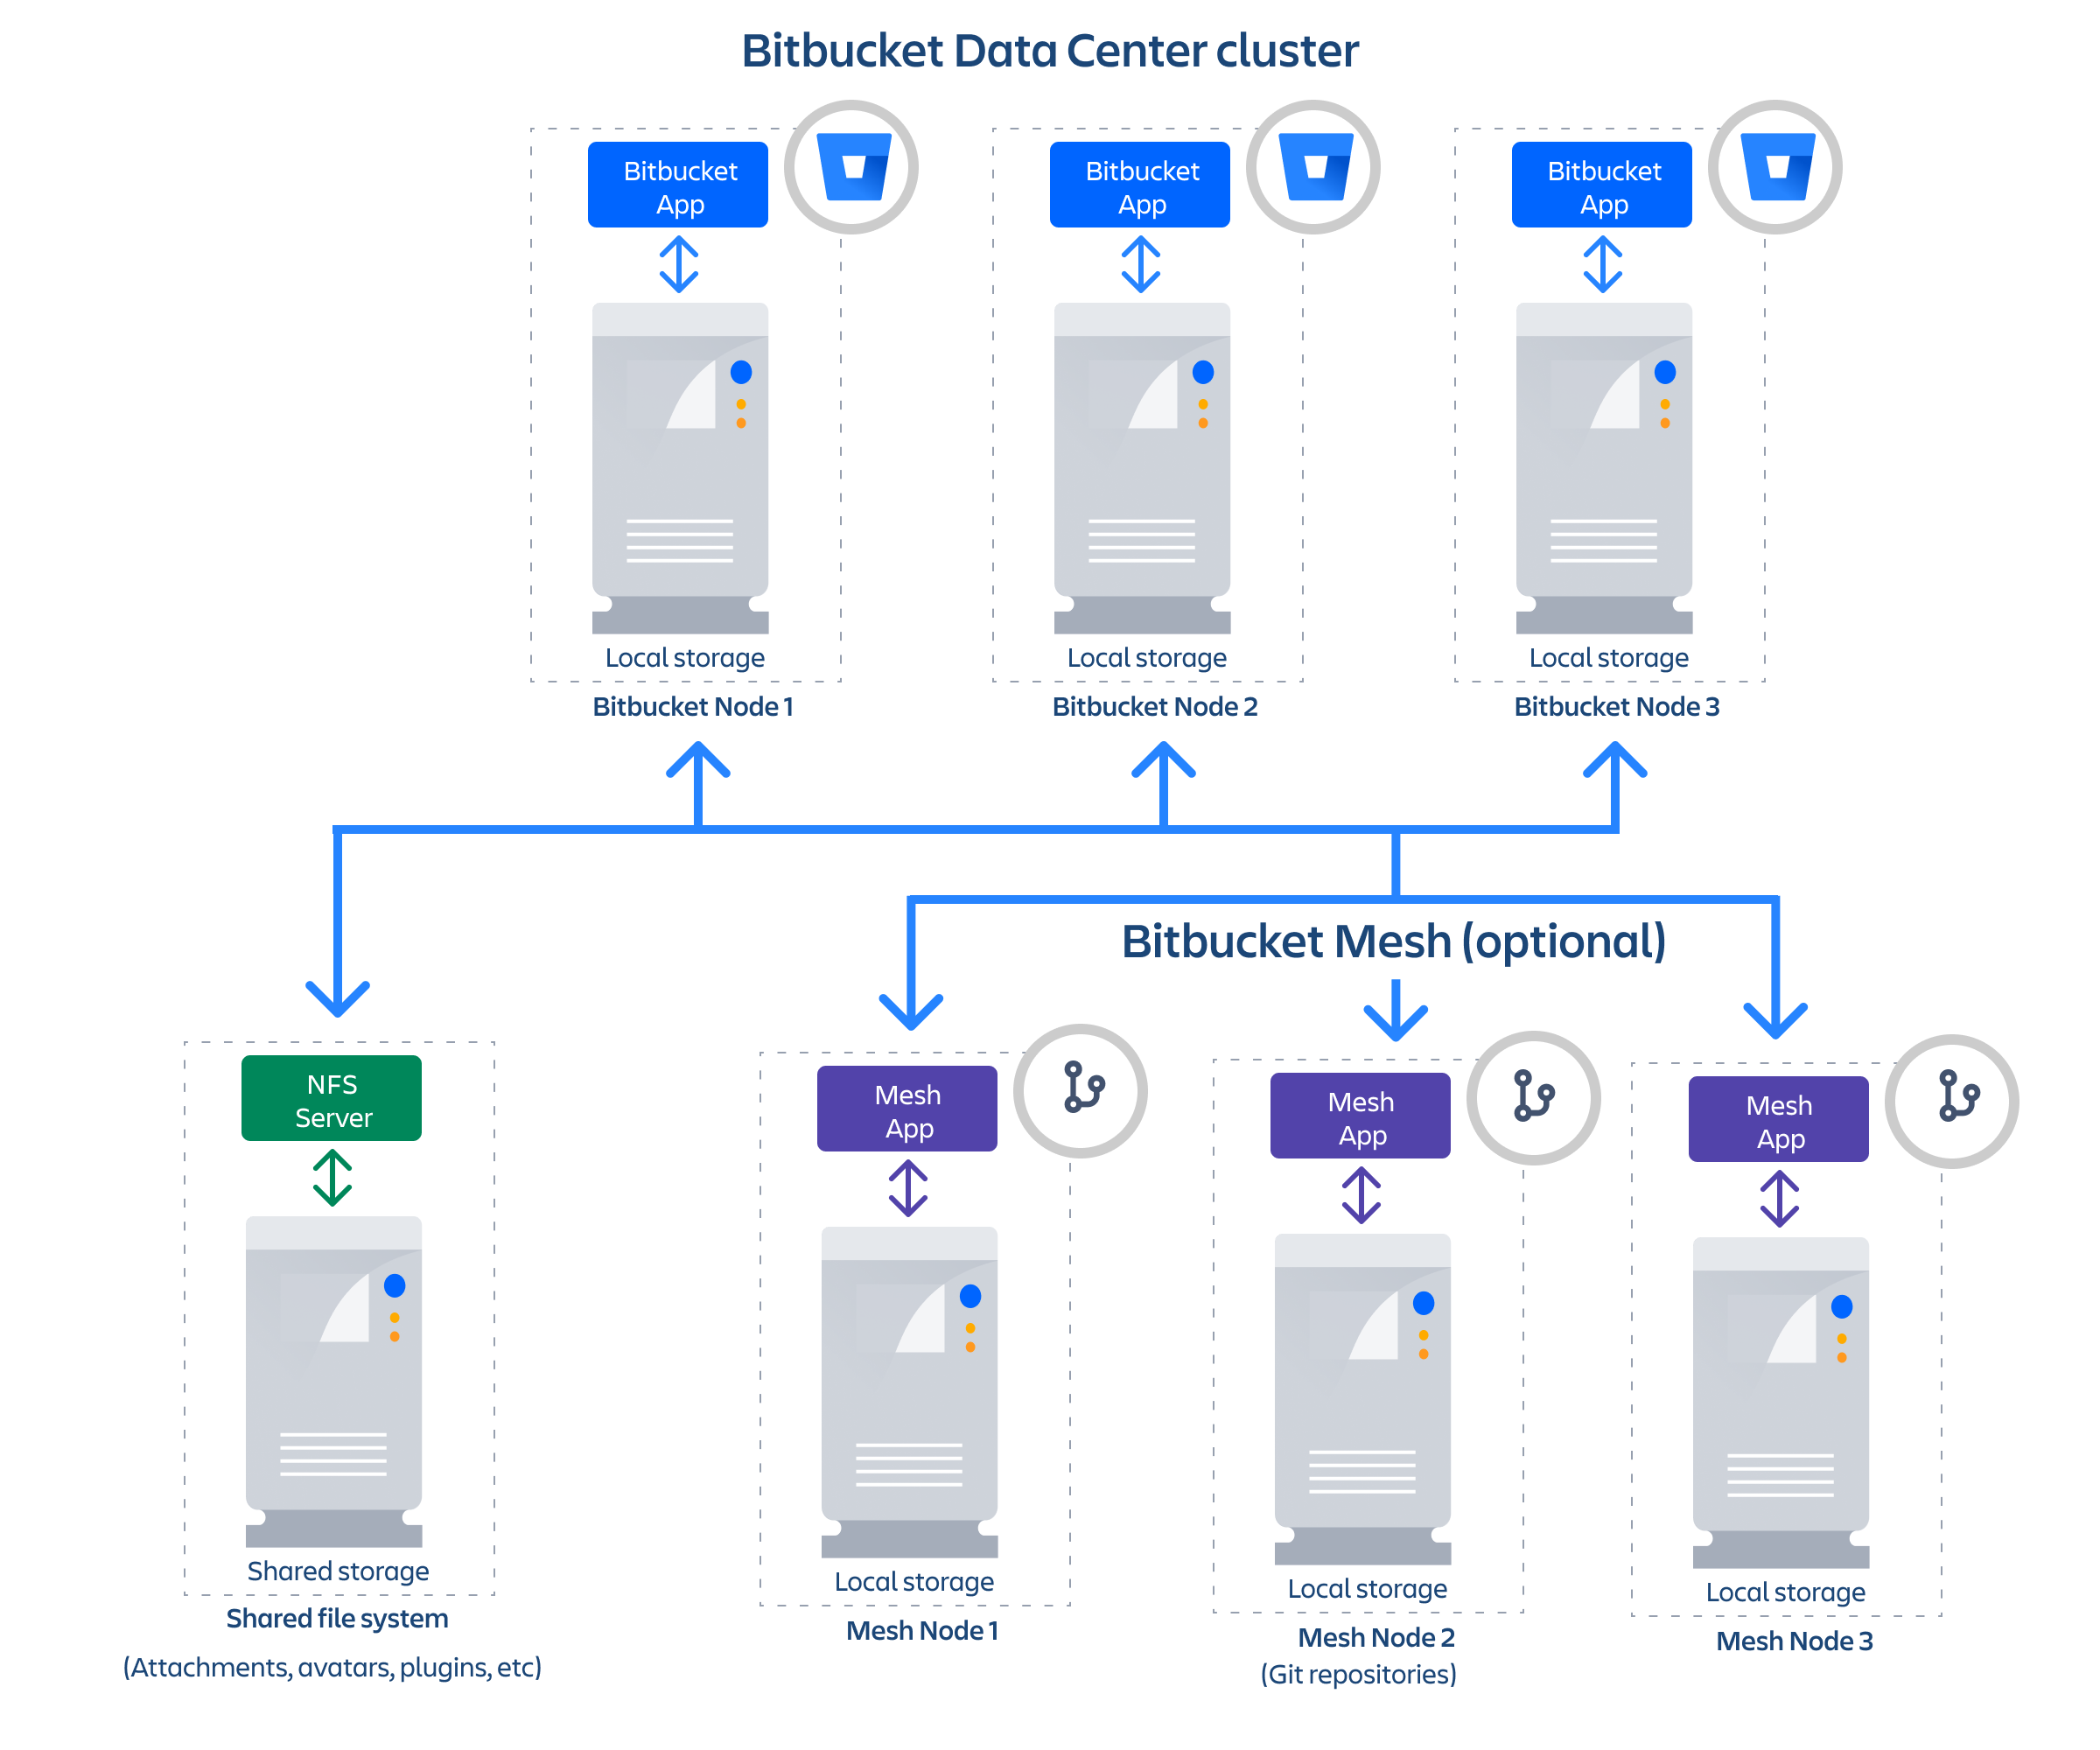 Bitbucket Data Center cluster
Bitbucket
App
Bitbucket
App
Bitbucket
App
Local storage
Local storage
Local storage
Bitbucket Node 1
Bitbucket Node 2
Bitbucket Node 3
Bitbucket Mesh (optional)
NFS
Server
Mesh
App
Mesh
App
Mesh
App
Shared storage
Local storage
Local storage
Local storage
Shared file system
(Attachments, avatars, plugins, etc)
Mesh Node 1
Mesh Node 2
(Git repositories)
Mesh Node 3